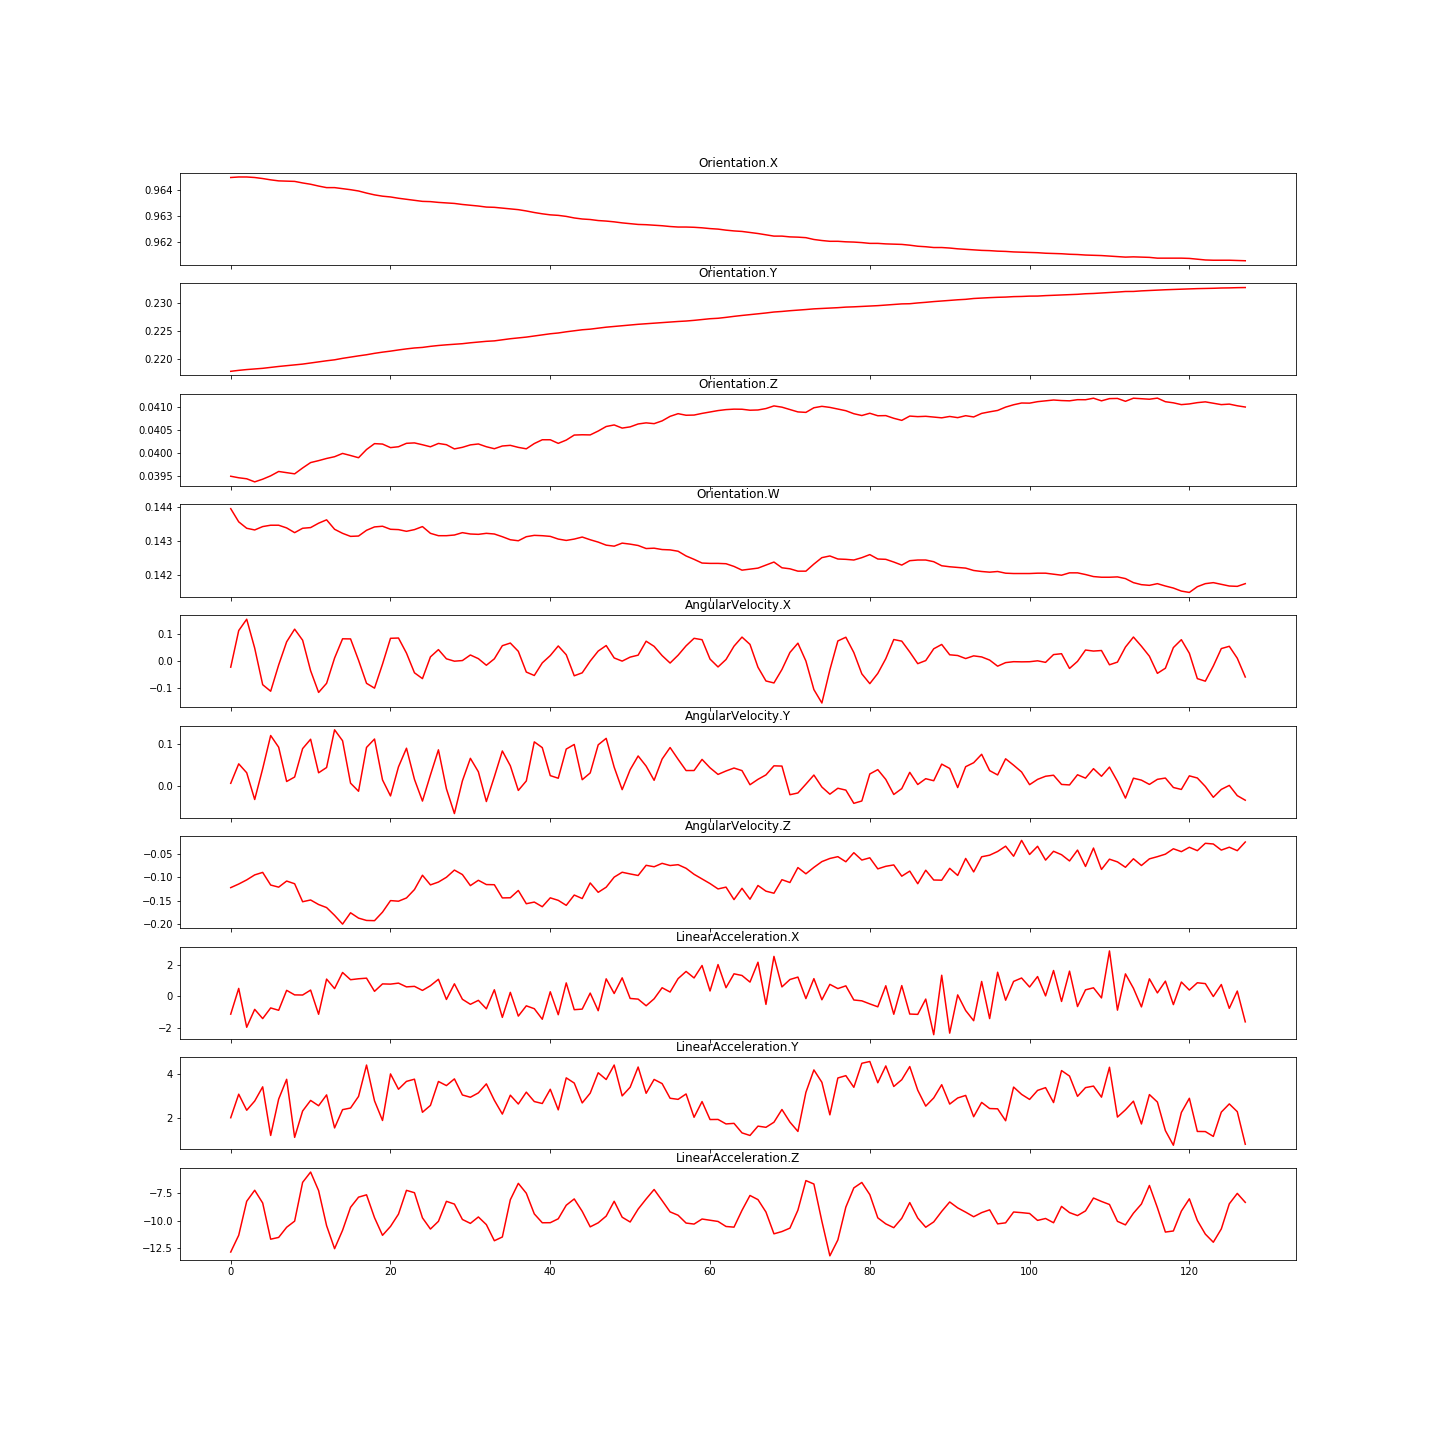 Orientation.X
0.964
0.963
0.962
Orientation.Y
0.230
0.225
0.220
Orientation.Z
0.0410
0.0405
0.0400
0.0395
Orientation.W
0.144
0.143
0.142
AngularVelocity.X
0.1
0.0
−0.1
AngularVelocity.Y
0.1
0.0
AngularVelocity.Z
−0.05
−0.10
−0.15
−0.20
LinearAcceleration.X
2
0
−2
LinearAcceleration.Y
4
2
LinearAcceleration.Z
−7.5
−10.0
−12.5
0 20 40 60 80 100 120